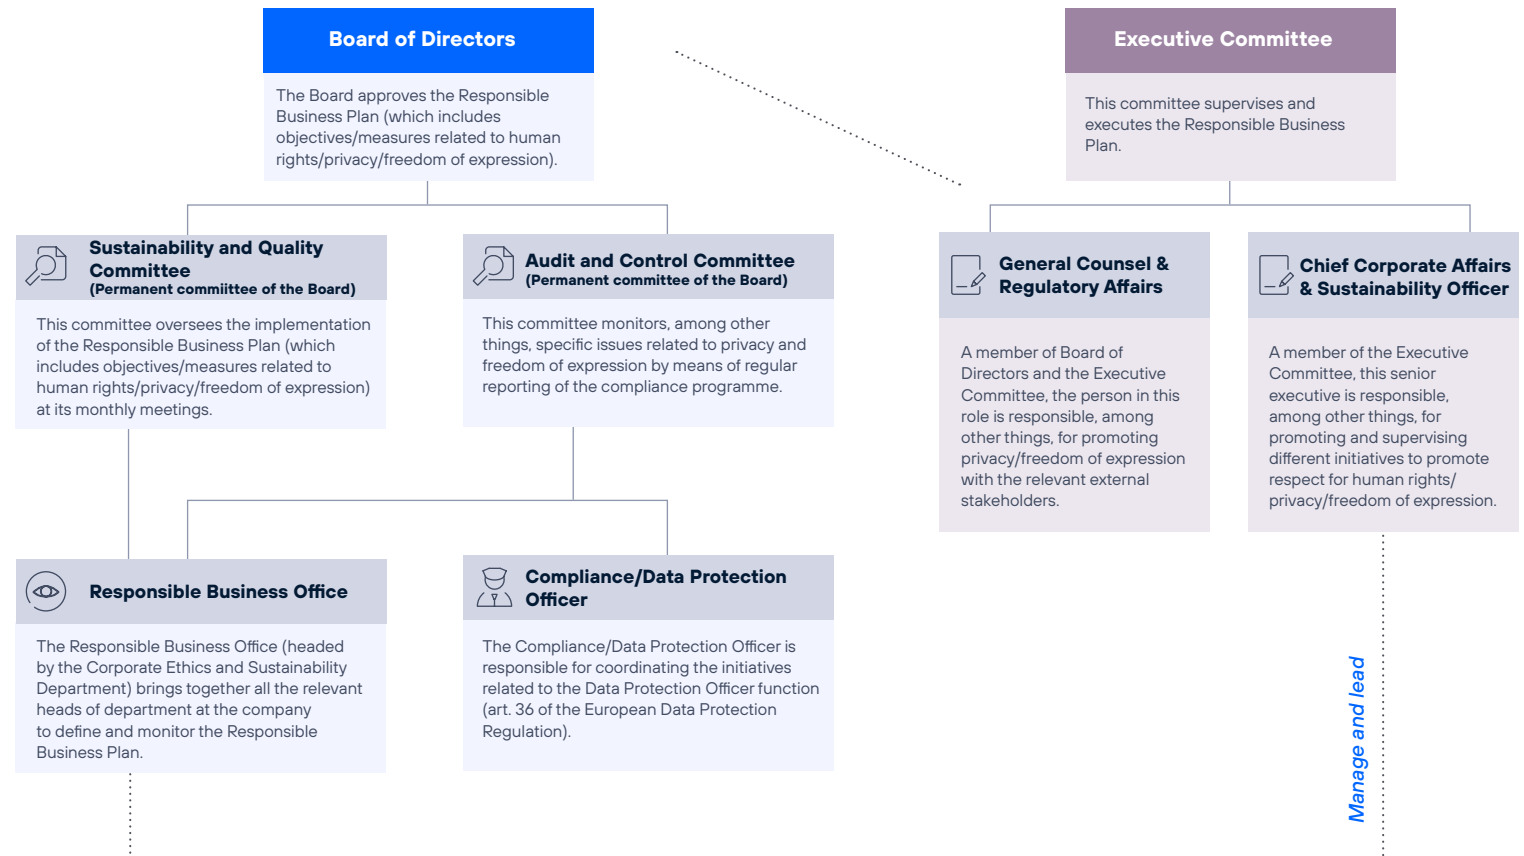 Board of Directors
The Board approves the Responsible
Business Plan (which includes
objectives/measures related to human
rights/privacy/freedom of expression).
Executive Committee
This committee supervises and
executes the Responsible Business
Plan.
Sustainability and Quality
Committee
(Permanent commiittee of the Board)
This committee oversees the implementation
of the Responsible Business Plan (which
includes objectives/measures related to
human rights/privacy/freedom of expression)
at its monthly meetings.
Audit and Control Committee
(Permanent committee of the Board)
This committee monitors, among other
things, specific issues related to privacy and
freedom of expression by means of regular
reporting of the compliance programme.
General Counsel &
Regulatory Affairs
A member of Board of
Directors and the Executive
Committee, the person in this
role is responsible, among
other things, for promoting
privacy/freedom of expression
with the relevant external
stakeholders.
Chief Corporate Affairs
& Sustainability Officer
A member of the Executive
Committee, this senior
executive is responsible,
among other things, for
promoting and supervising
different initiatives to promote
respect for human rights/
privacy/freedom of expression.
Responsible Business Office
The Responsible Business Office (headed
by the Corporate Ethics and Sustainability
Department) brings together all the relevant
heads of department at the company
to define and monitor the Responsible
Business Plan.
Compliance/Data Protection
Officer
The Compliance/Data Protection Officer is
responsible for coordinating the initiatives
related to the Data Protection Officer function
(art. 36 of the European Data Protection
Regulation).
Manage and lead